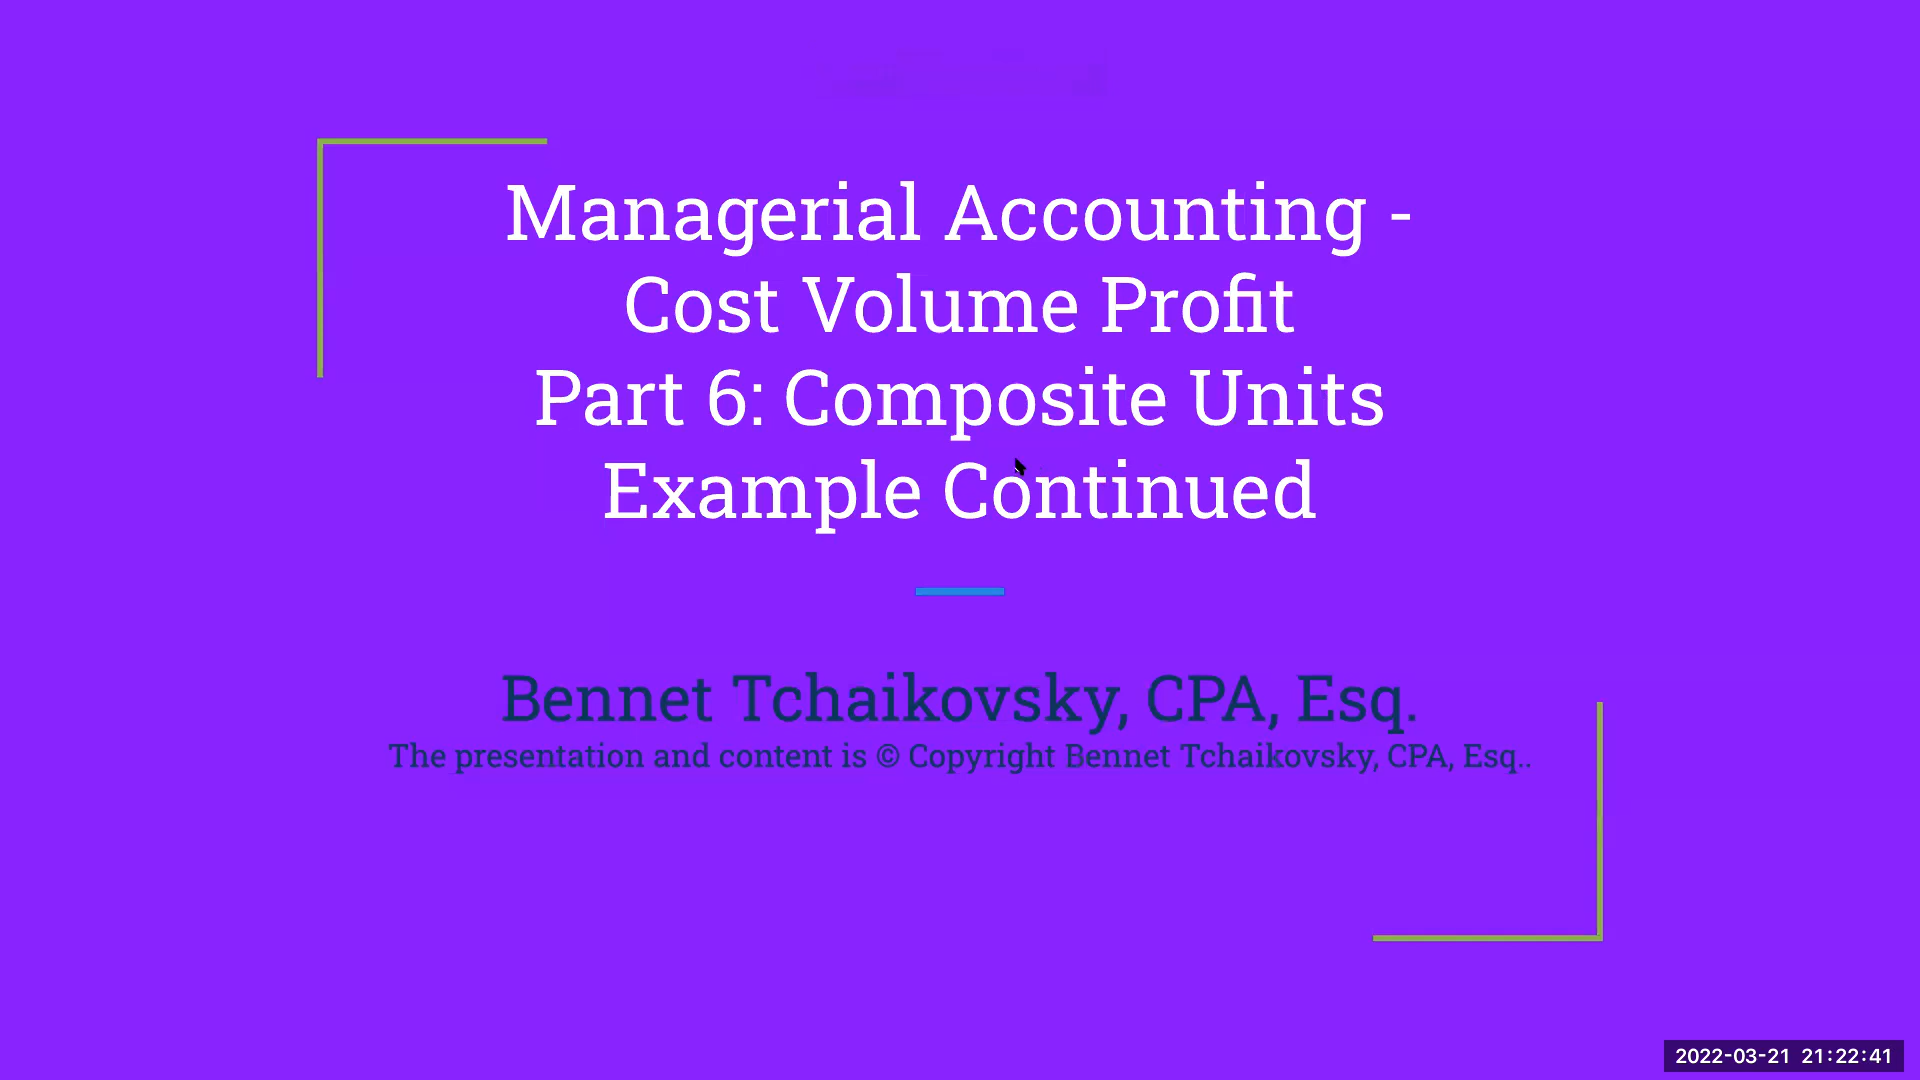 Managerial Accounting -
Cost Volume Profit
Part 6: Composite Units
Example Continued
Bennet Tchaikovsky, CPA, Esq.
The presentation and content is © Copyright Bennet Tchaikovsky, CPA, Esq..
2022-03-21 21:22:41